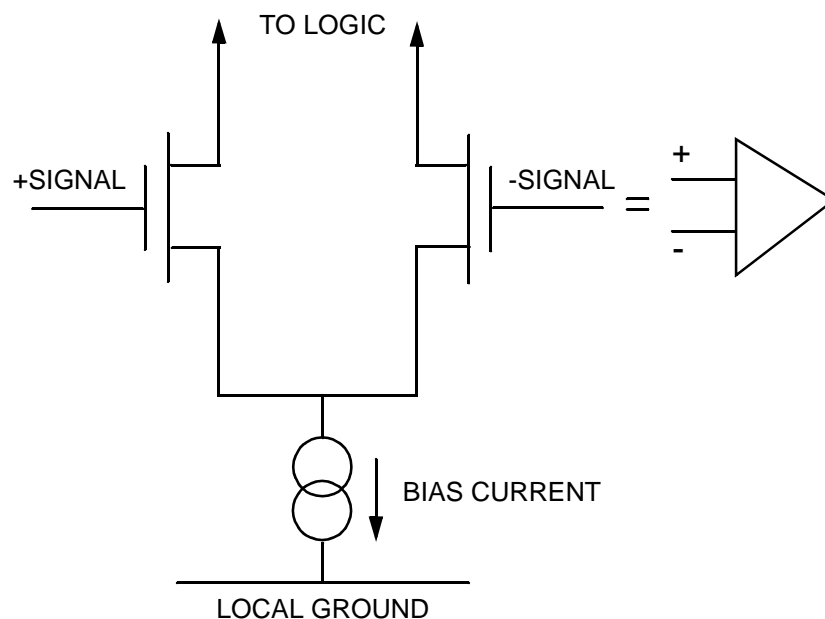 TO LOGIC
+SIGNAL
-SIGNAL
=
+
-
BIAS CURRENT
LOCAL GROUND